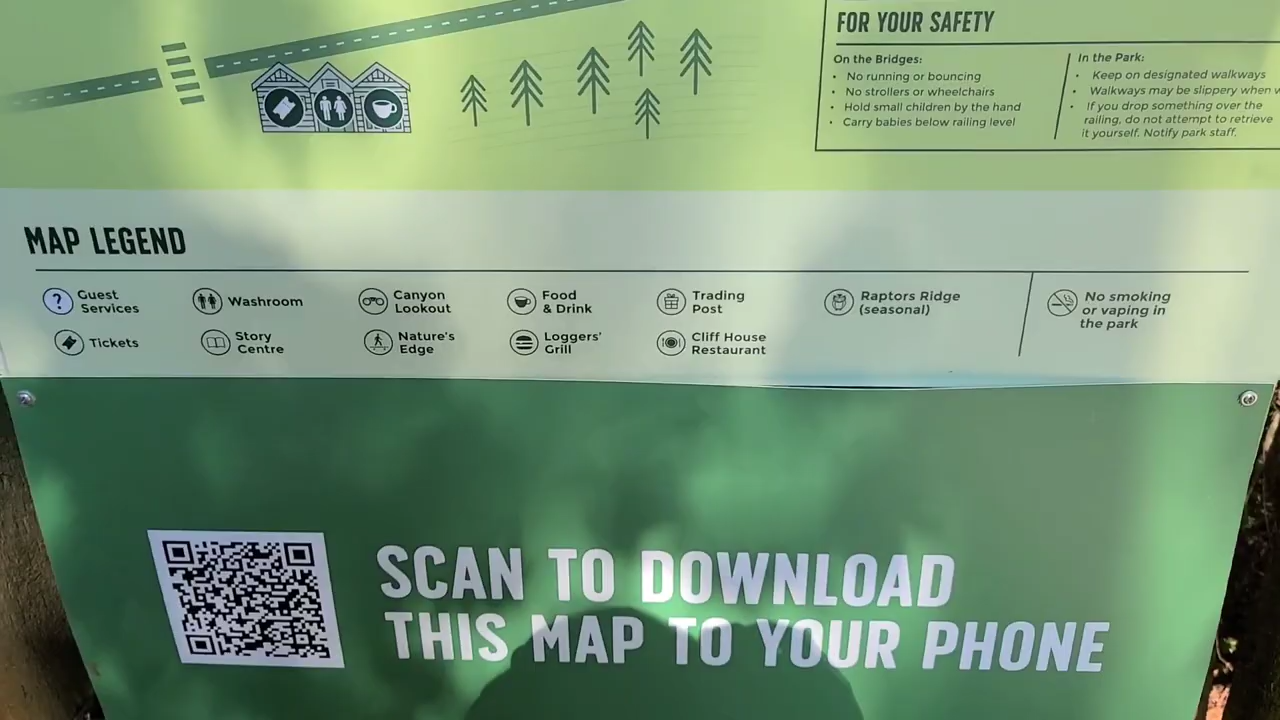 FOR YOUR SAFETY
On the Bridges:
• No running or bouncing
• No strollers or wheelchairs
• Hold small children by the hand
• Carry babies below railing level
In the Park:
• Keep on designated walkways
• Walkways may be slippery when
• If you drop something over the
railing, do not attempt to retrieve
it yourself. Notify park staff.
MAP LEGEND
? Guest
Services
Washroom
Canyon
Lookout
Food
& Drink
Trading
Post
Raptors Ridge
(seasonal)
No smoking
or vaping in
the park
Tickets
Story
Centre
Nature's
Edge
Loggers'
Grill
Cliff House
Restaurant
SCAN TO DOWNLOAD
THIS MAP TO YOUR PHONE